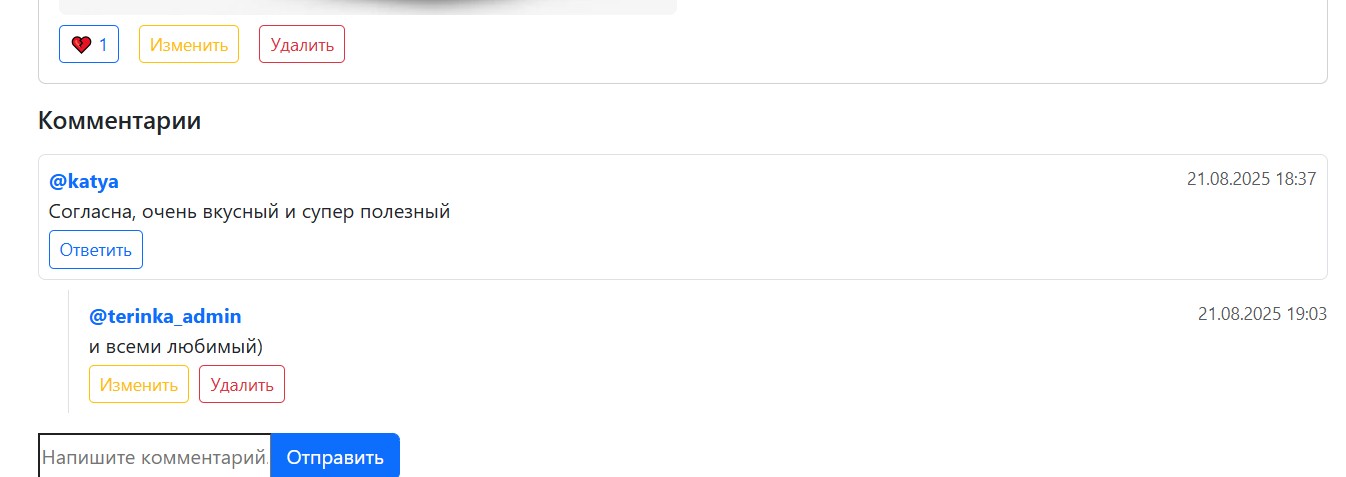 1 Изменить Удалить
Комментарии
@katya 21.08.2025 18:37
Согласна, очень вкусный и супер полезный
Ответить
@terinka_admin 21.08.2025 19:03
и всеми любимый)
Изменить Удалить
Напишите комментарий. Отправить